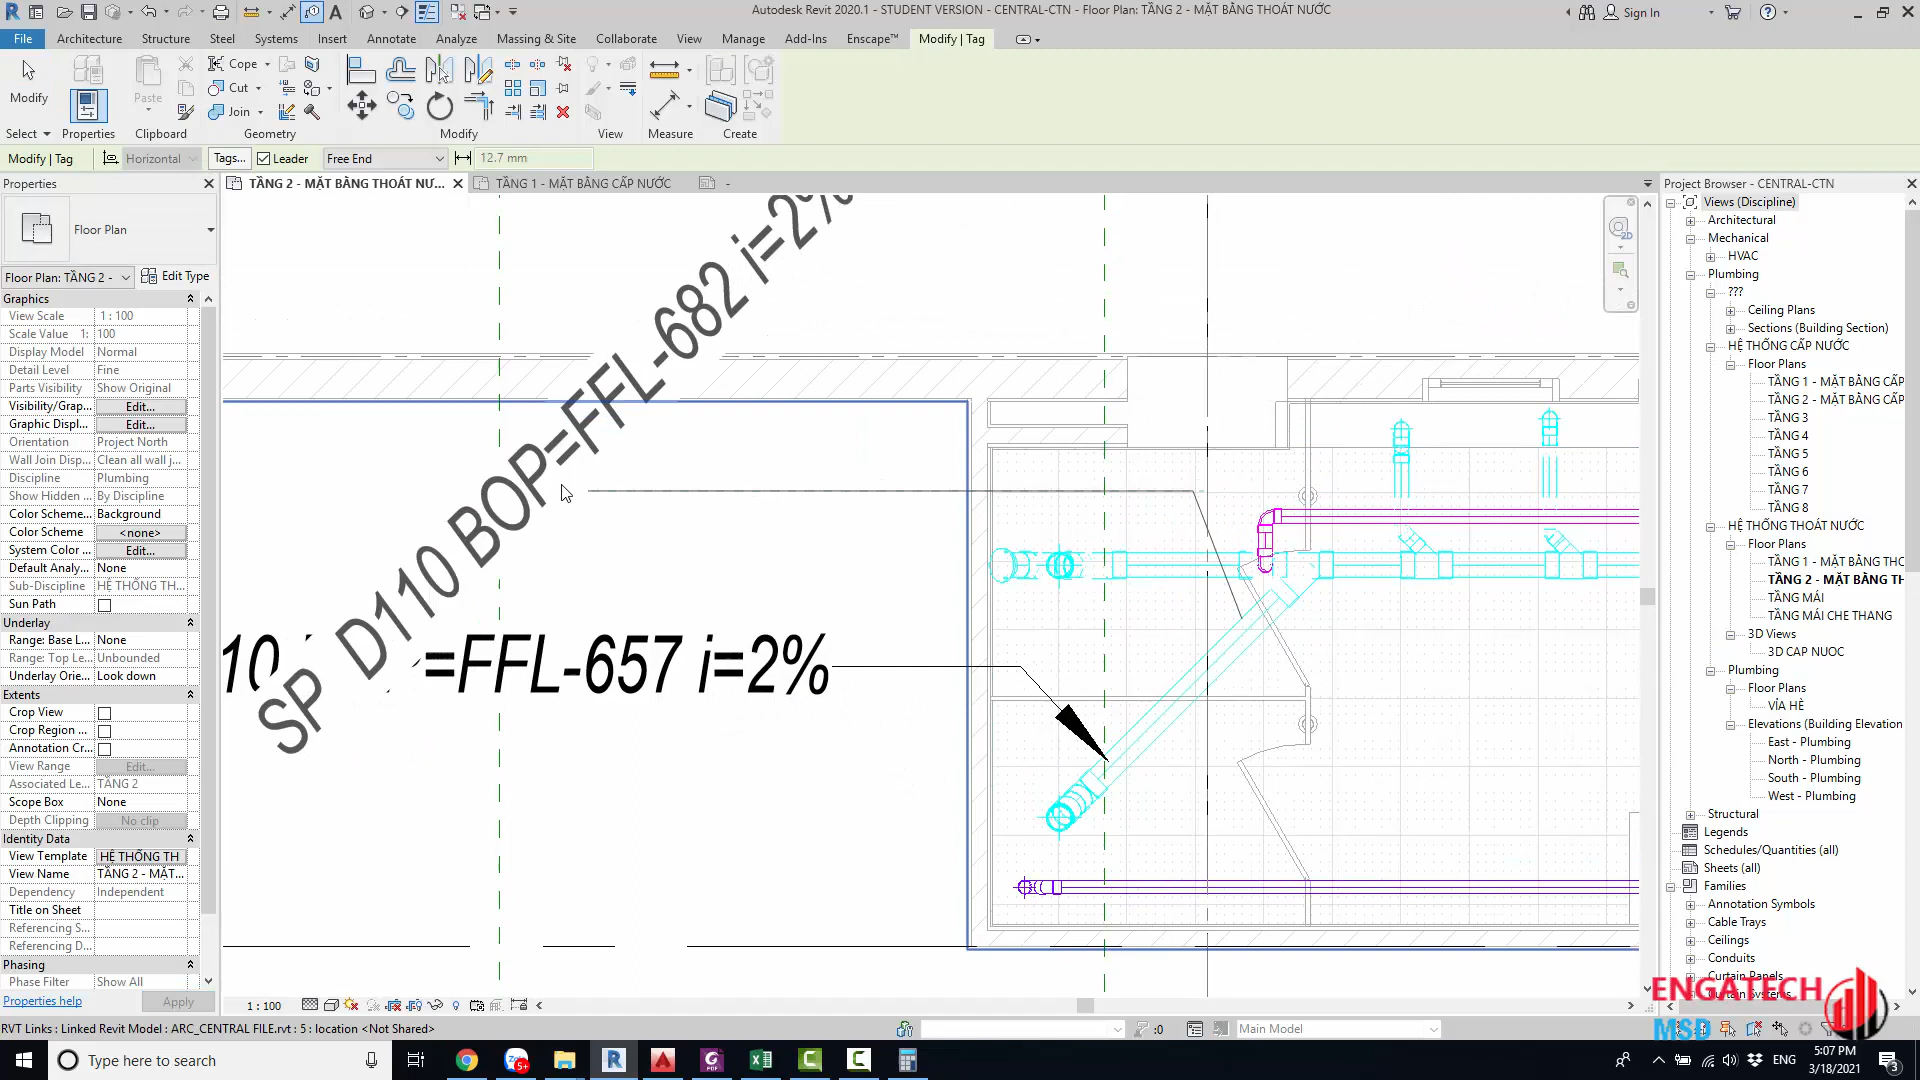 Autodesk Revit 2020.1 - STUDENT VERSION - CENTRAL-CTN - Floor Plan: TẦNG 2 - MẶT BẰNG THOÁT NƯỚC
Sign In
File Architecture Structure Steel Systems Insert Annotate Analyze Massing & Site Collaborate View Manage Add-Ins Enscape™ Modify | Tag
Modify
Paste
Cope
Cut
Join
Select Properties Clipboard Geometry Modify View Measure Create
Modify | Tag Horizontal Tags... Leader Free End 12.7 mm
Properties
TẦNG 2 - MẶT BẰNG THOÁT NƯ...
TẦNG 1 - MẶT BẰNG CẤP NƯỚC
-
Project Browser - CENTRAL-CTN
Floor Plan
Floor Plan: TẦNG 2 -
Edit Type
Graphics
View Scale 1 : 100
Scale Value 1: 100
Display Model Normal
Detail Level Fine
Parts Visibility Show Original
Visibility/Grap... Edit...
Graphic Displ... Edit...
Orientation Project North
Wall Join Disp... Clean all wall j...
Discipline Plumbing
Show Hidden ... By Discipline
Color Scheme... Background
Color Scheme <none>
System Color ... Edit...
Default Analy... None
Sub-Discipline HỆ THỐNG TH...
Sun Path
Underlay
Range: Base L... None
Range: Top Le... Unbounded
Underlay Orie... Look down
Extents
Crop View
Crop Region ...
Annotation Cr...
View Range Edit...
Associated Le... TẦNG 2
Scope Box None
Depth Clipping No clip
Identity Data
View Template HỆ THỐNG TH
View Name TẦNG 2 - MẶT...
Dependency Independent
Title on Sheet
Referencing S...
Referencing D...
Phasing
Phase Filter Show All
Properties help Apply
SP D110 BOP=FFL-682 i=2%
10 =FFL-657 i=2%
2D
Views (Discipline)
Architectural
Mechanical
HVAC
Plumbing
???
Ceiling Plans
Sections (Building Section)
HỆ THỐNG CẤP NƯỚC
Floor Plans
TẦNG 1 - MẶT BẰNG CẤP
TẦNG 2 - MẶT BẰNG CẤP
TẦNG 3
TẦNG 4
TẦNG 5
TẦNG 6
TẦNG 7
TẦNG 8
HỆ THỐNG THOÁT NƯỚC
Floor Plans
TẦNG 1 - MẶT BẰNG THO
TẦNG 2 - MẶT BẰNG TH
TẦNG MÁI
TẦNG MÁI CHE THANG
3D Views
3D CAP NUOC
Plumbing
Floor Plans
VỈA HÈ
Elevations (Building Elevation
East - Plumbing
North - Plumbing
South - Plumbing
West - Plumbing
Structural
Legends
Schedules/Quantities (all)
Sheets (all)
Families
Annotation Symbols
Cable Trays
Ceilings
Conduits
Curtain Panels
Curtain Systems
ENGATECH
MSD
1 : 100
RVT Links : Linked Revit Model : ARC_CENTRAL FILE.rvt : 5 : location <Not Shared>
:0
Main Model
Type here to search
5+
ENG
5:07 PM
3/18/2021
3